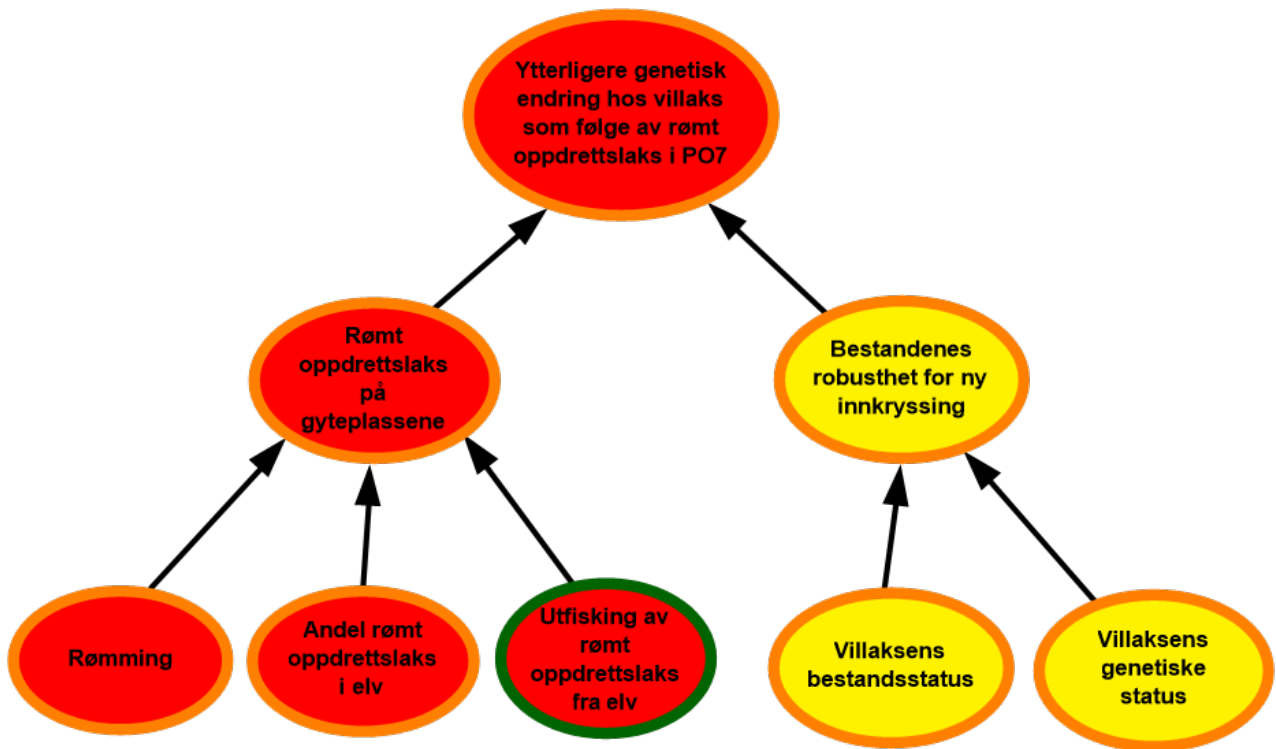 Ytterligere genetisk
endring hos villaks
som følge av rømt
oppdrettslaks i PO7
Rømt
oppdrettslaks
på
gyteplassene
Bestandenes
robusthet for ny
innkryssing
Rømming
Andel rømt
oppdrettslaks
i elv
Utfisking av
rømt
oppdrettslaks
fra elv
Villaksens
bestandsstatus
Villaksens
genetiske
status